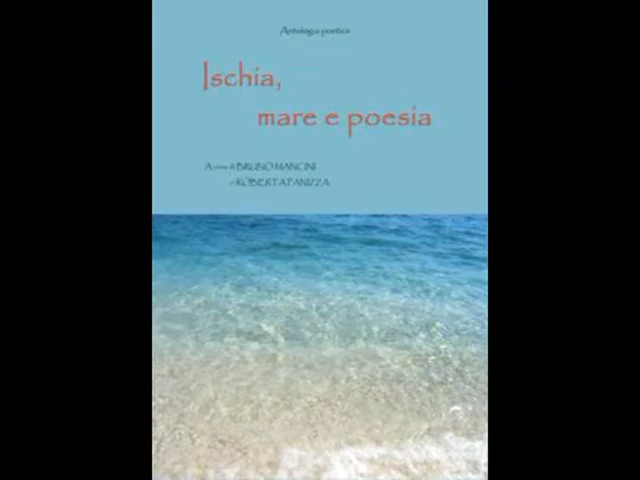 Antologia poetica
Ischia,
mare e poesia
A cura di BRUNO MANCINI
e ROBERTA PANIZZA